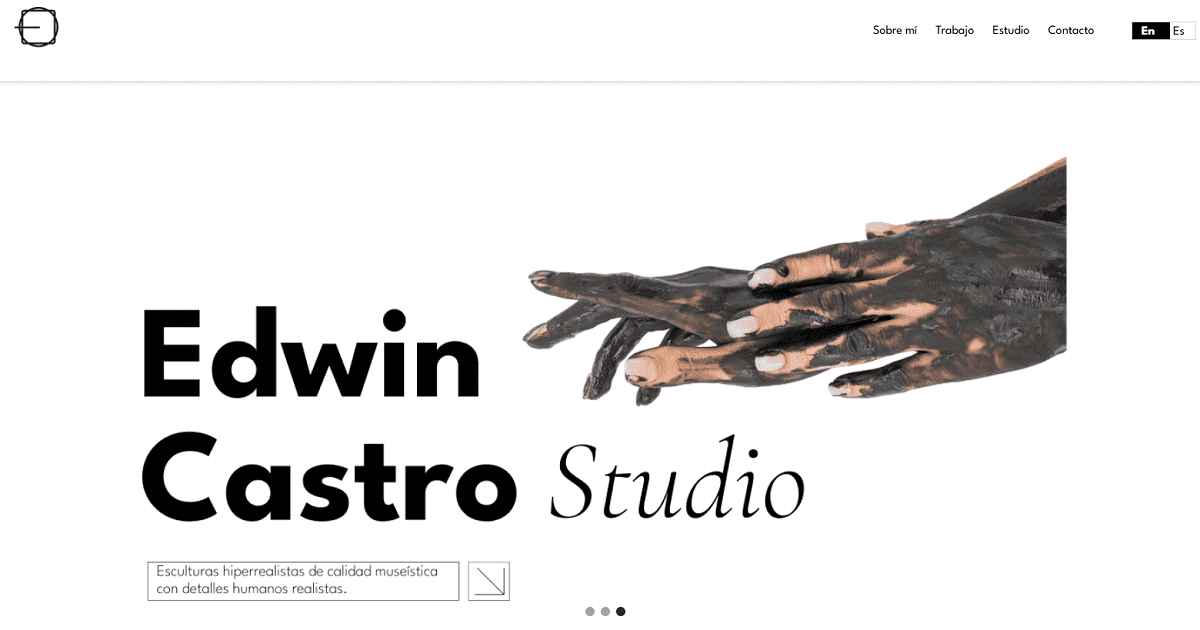 Sobre mí Trabajo Estudio Contacto En Es
Edwin
Castro Studio
Esculturas hiperrealistas de calidad museística
con detalles humanos realistas.